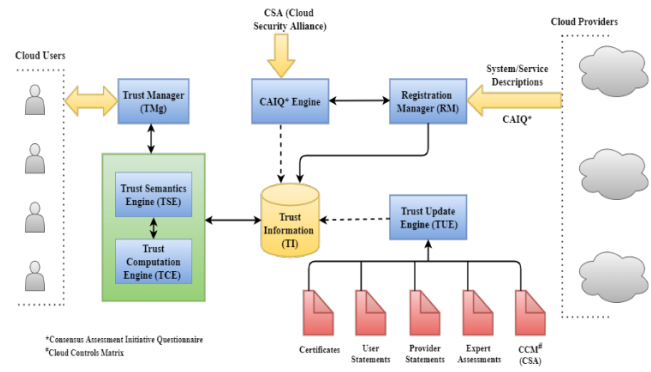 CSA (Cloud
Security Alliance)
Cloud Providers
Cloud Users
System/Service
Descriptions
Trust Manager
(TMg)
CAIQ* Engine
Registration
Manager (RM)
CAIQ*
Trust Semantics
Engine (TSE)
Trust
Information
(TI)
Trust Update
Engine (TUE)
Trust
Computation
Engine (TCE)
*Consensus Assessment Initiative Questionnaire
#Cloud Controls Matrix
Certificates
User
Statements
Provider
Statements
Expert
Assessments
CCM#
(CSA)